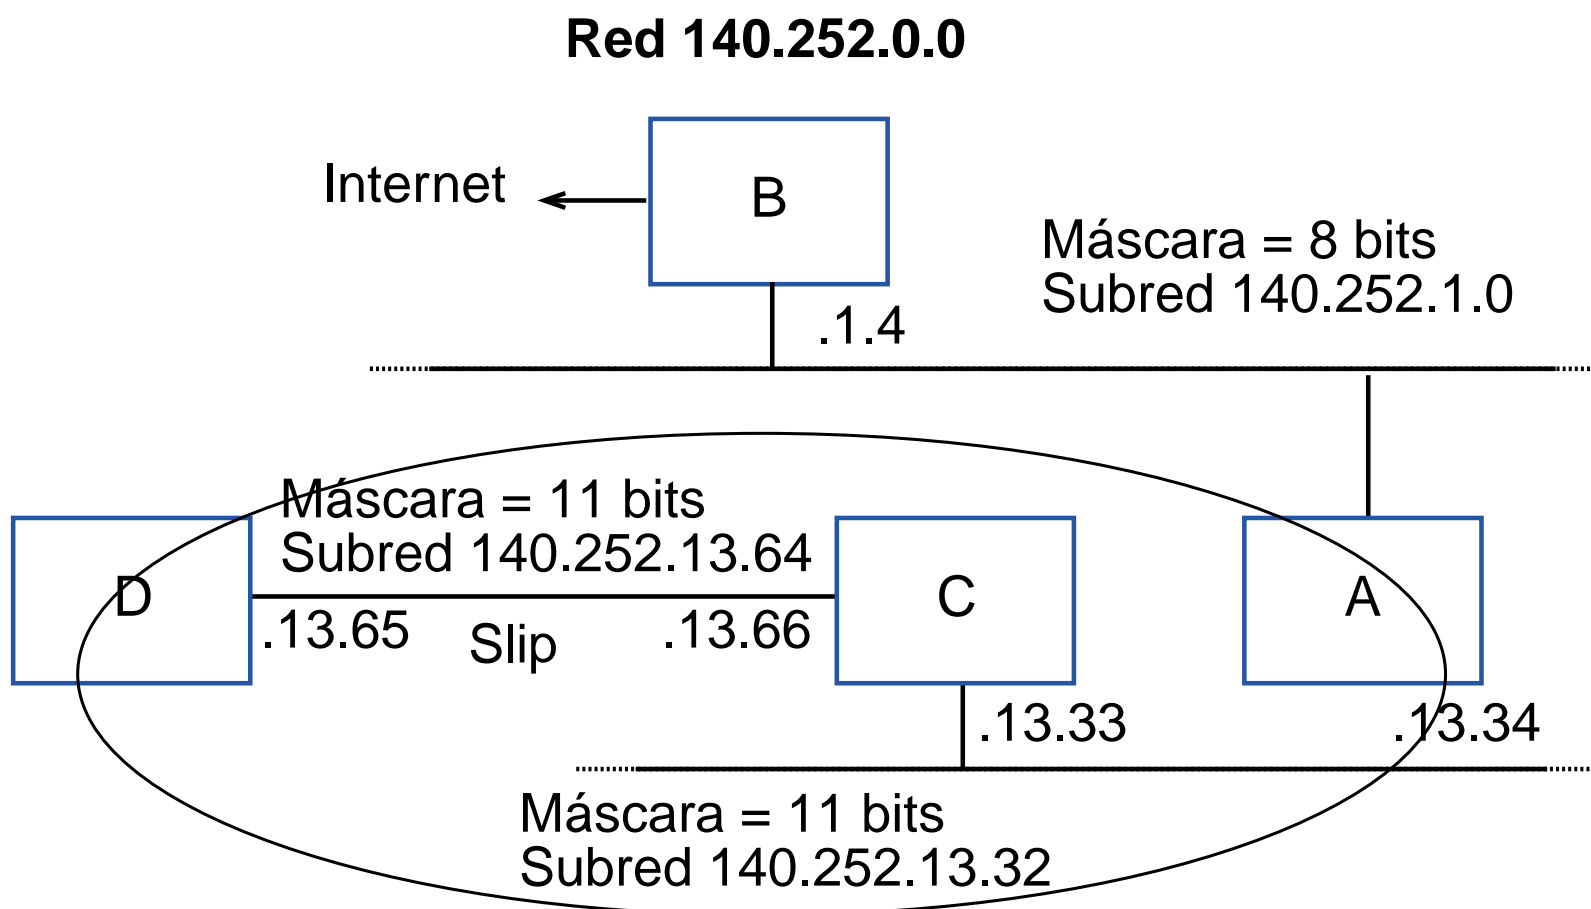 Red 140.252.0.0
Internet
B
Máscara = 8 bits
Subred 140.252.1.0
.1.4
Máscara = 11 bits
Subred 140.252.13.64
D
C
A
.13.65
Slip
.13.66
.13.33
.13.34
Máscara = 11 bits
Subred 140.252.13.32